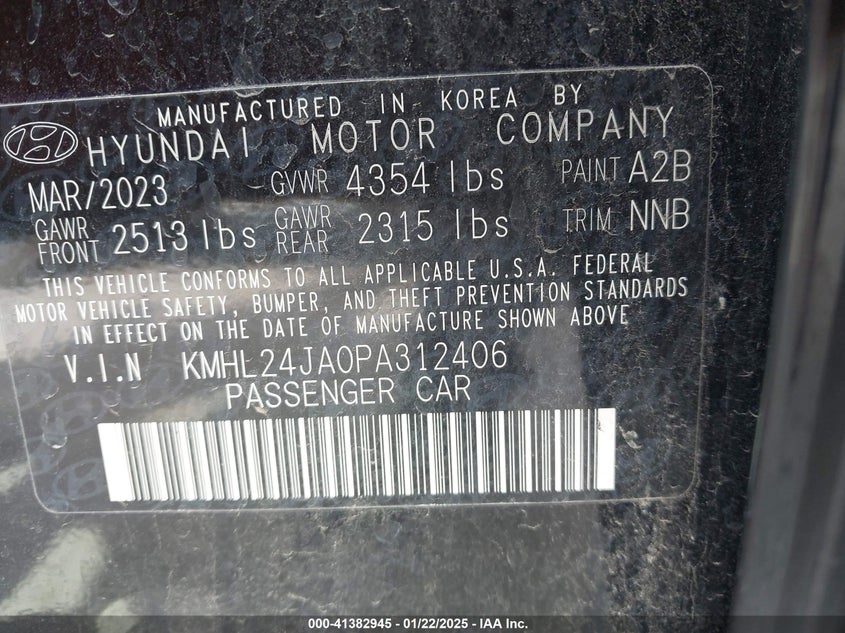 MANUFACTURED IN KOREA BY
HYUNDAI MOTOR COMPANY
MAR/2023 GVWR 4354 lbs PAINT A2B
GAWR FRONT 2513 lbs GAWR REAR 2315 lbs TRIM NNB
THIS VEHICLE CONFORMS TO ALL APPLICABLE U.S.A. FEDERAL
MOTOR VEHICLE SAFETY, BUMPER, AND THEFT PREVENTION STANDARDS
IN EFFECT ON THE DATE OF MANUFACTURE SHOWN ABOVE
V.I.N KMHL24JA0PA312406
PASSENGER CAR
000-41382945 - 01/22/2025 - IAA Inc.